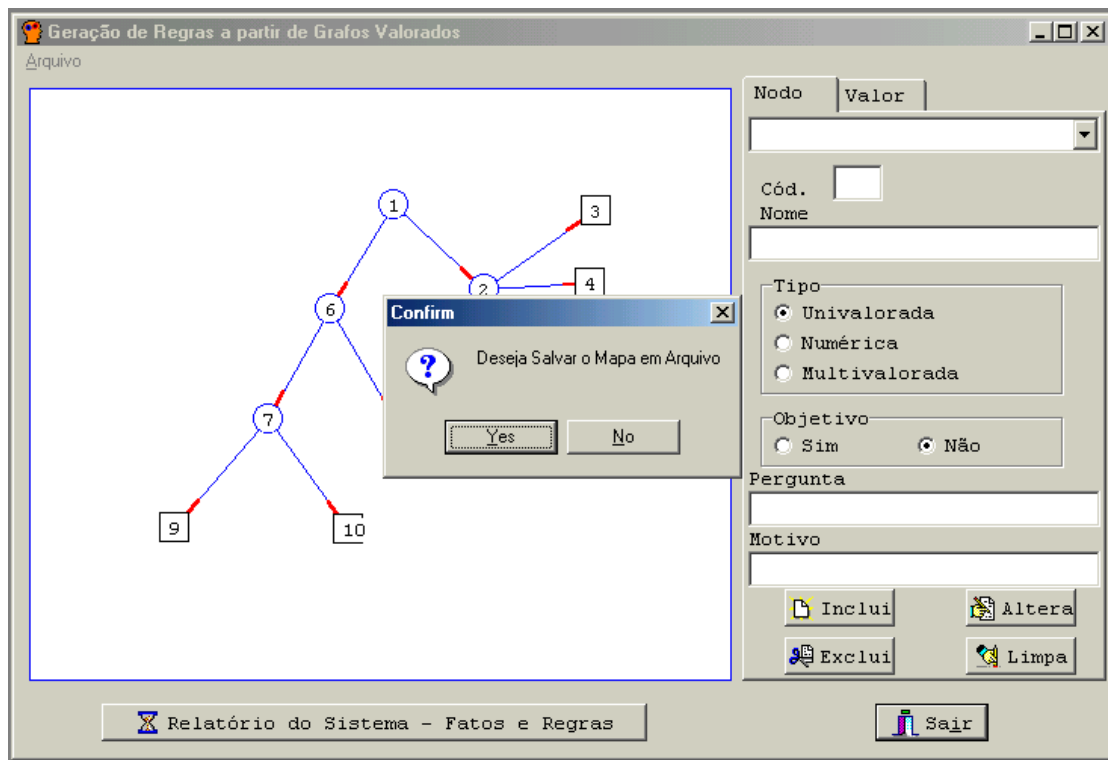 Geração de Regras a partir de Grafos Valorados
Arquivo
1
3
2
4
6
7
9
10
Confirm
Deseja Salvar o Mapa em Arquivo
Yes
No
Nodo
Valor
Cód.
Nome
Tipo
Univalorada
Numérica
Multivalorada
Objetivo
Sim
Não
Pergunta
Motivo
Inclui
Altera
Exclui
Limpa
Relatório do Sistema - Fatos e Regras
Sair